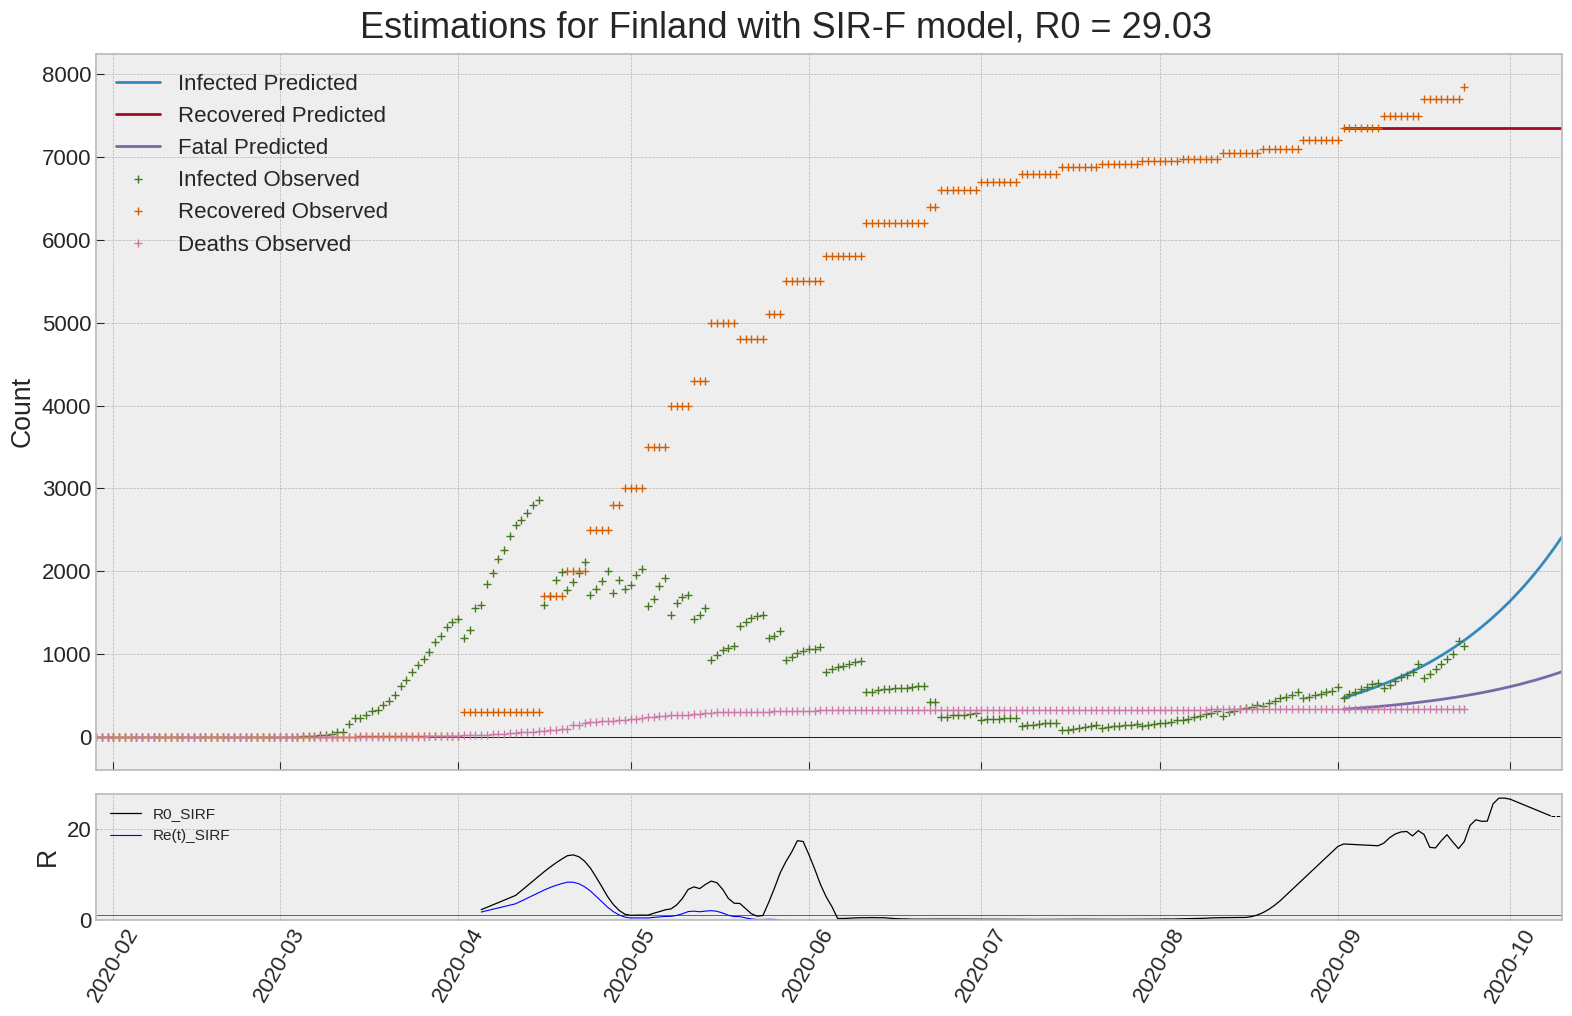 Estimations for Finland with SIR-F model, R0 = 29.03
Count
8000
7000
6000
5000
4000
3000
2000
1000
0
Infected Predicted
Recovered Predicted
Fatal Predicted
Infected Observed
Recovered Observed
Deaths Observed
R
20
0
R0_SIRF
Re(t)_SIRF
2020-02
2020-03
2020-04
2020-05
2020-06
2020-07
2020-08
2020-09
2020-10